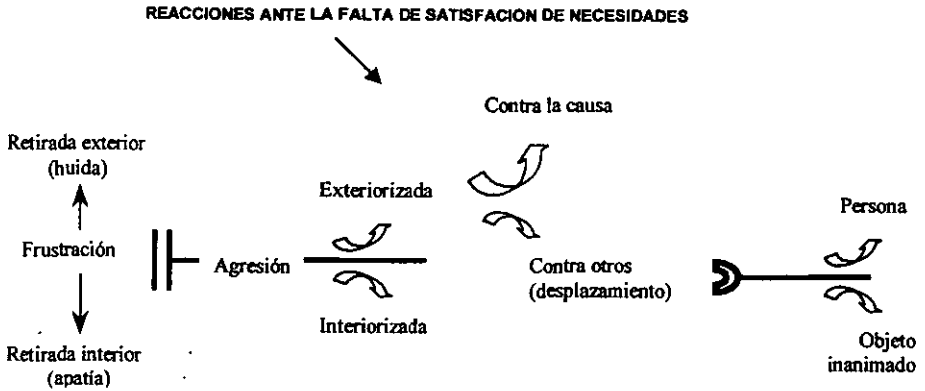 REACCIONES ANTE LA FALTA DE SATISFACION DE NECESIDADES
Contra la causa
Retirada exterior
(huida)
Exteriorizada
Persona
Frustración
Agresión
Contra otros
(desplazamiento)
Interiorizada
Objeto
inanimado
Retirada interior
(apatía)